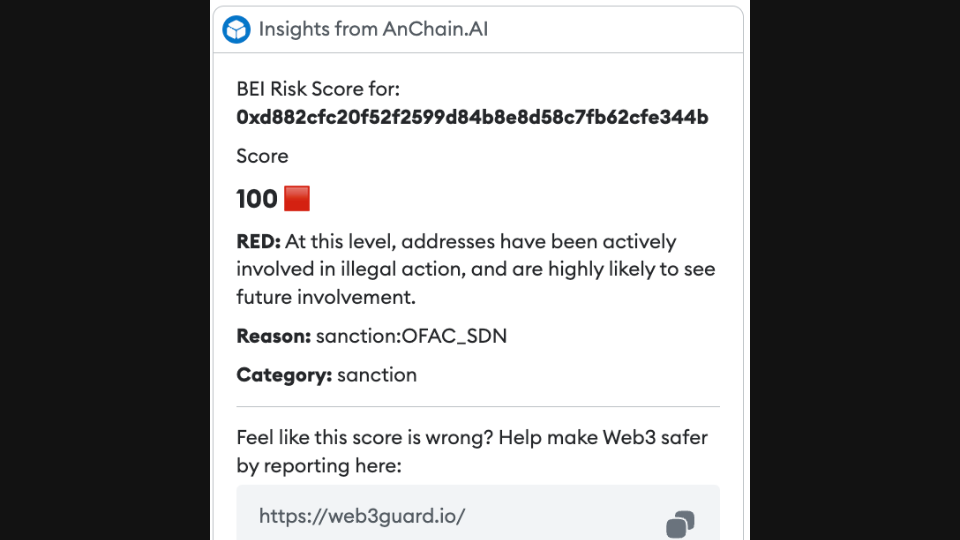 Insights from AnChain.AI
BEI Risk Score for:
0xd882cfc20f52f2599d84b8e8d58c7fb62cfe344b
Score
100
RED: At this level, addresses have been actively
involved in illegal action, and are highly likely to see
future involvement.
Reason: sanction:OFAC_SDN
Category: sanction
Feel like this score is wrong? Help make Web3 safer
by reporting here:
https://web3guard.io/